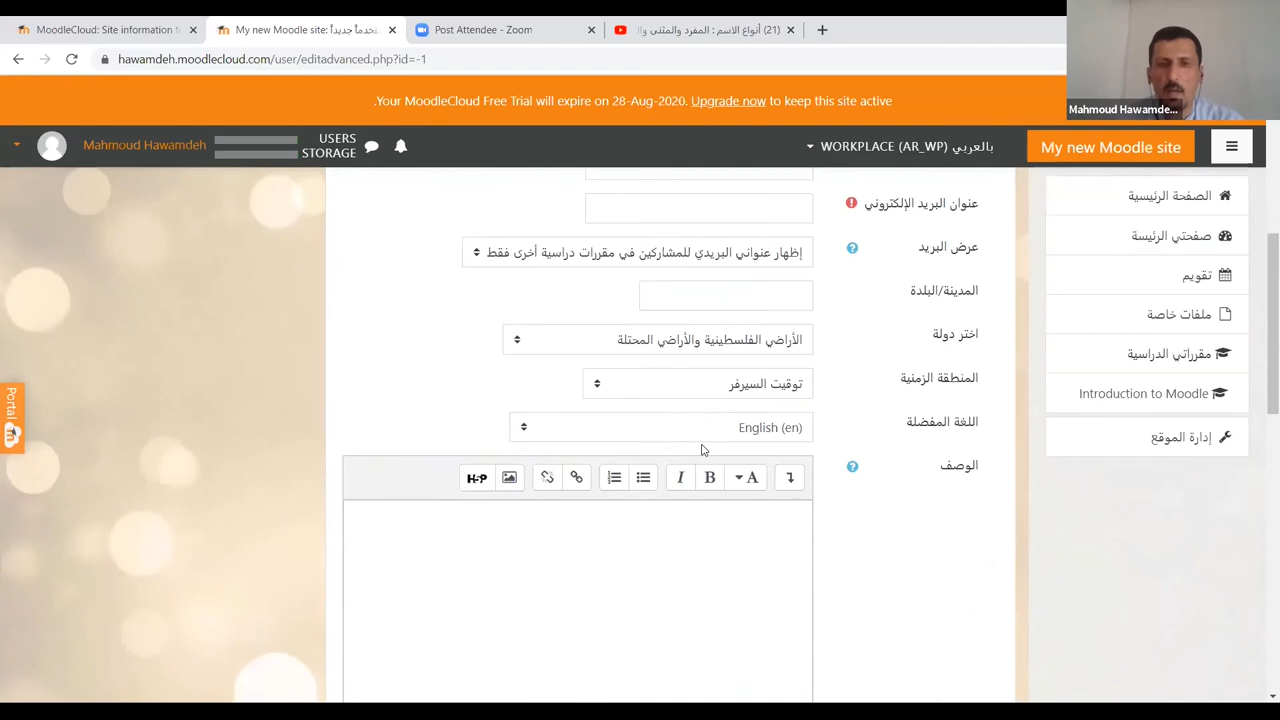 MoodleCloud: Site information f
My new Moodle site:
Post Attendee - Zoom
(21) أنواع الاسم : المفرد والمثنى وال
hawamdeh.moodlecloud.com/user/editadvanced.php?id=-1
.Your MoodleCloud Free Trial will expire on 28-Aug-2020. Upgrade now to keep this site active
Mahmoud Hawamde...
Mahmoud Hawamdeh
USERS
STORAGE
بالعربي WORKPLACE (AR_WP)
My new Moodle site
الصفحة الرئيسية
صفحتي الرئيسة
تقويم
ملفات خاصة
مقرراتي الدراسية
Introduction to Moodle
إدارة الموقع
عنوان البريد الإلكتروني
عرض البريد
إظهار عنواني البريدي للمشاركين في مقررات دراسية أخرى فقط
المدينة/البلدة
اختر دولة
الأراضي الفلسطينية والأراضي المحتلة
المنطقة الزمنية
توقيت السيرفر
اللغة المفضلة
English (en)
الوصف
H-P
I
B
A
Portal